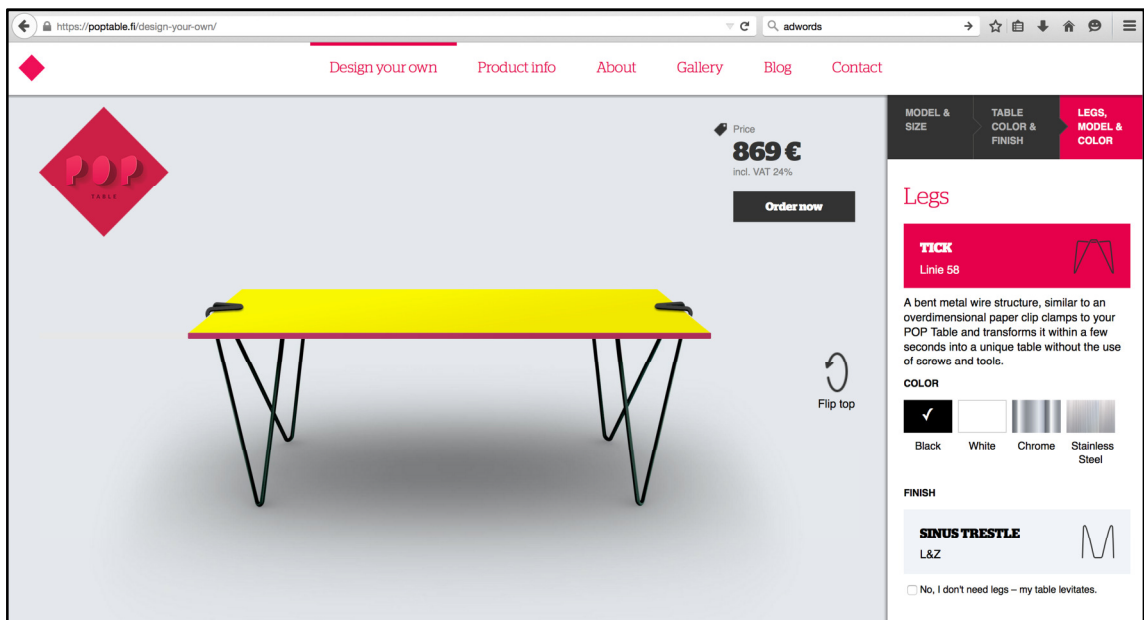 https://poptable.fi/design-your-own/
adwords
Design your own Product info About Gallery Blog Contact
POP
TABLE
Price
869 €
incl. VAT 24%
Order now
Flip top
MODEL &
SIZE
TABLE
COLOR &
FINISH
LEGS,
MODEL &
COLOR
Legs
TICK
Linie 58
A bent metal wire structure, similar to an
overdimensional paper clip clamps to your
POP Table and transforms it within a few
seconds into a unique table without the use
of screws and tools.
COLOR
Black White Chrome Stainless
Steel
FINISH
SINUS TRESTLE
L&Z
No, I don't need legs – my table levitates.